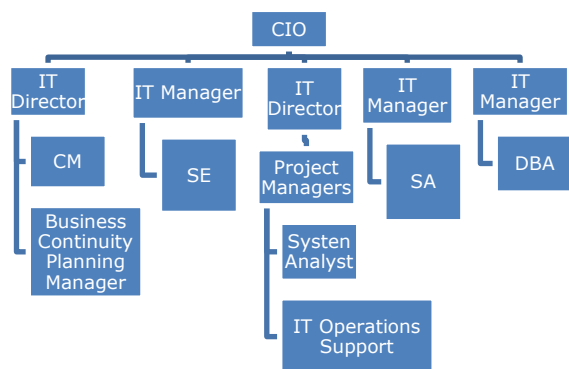 CIO
IT
Director
IT Manager
IT
Director
IT
Manager
IT
Manager
CM
Business
Continuity
Planning
Manager
SE
Project
Managers
Systen
Analyst
IT Operations
Support
SA
DBA